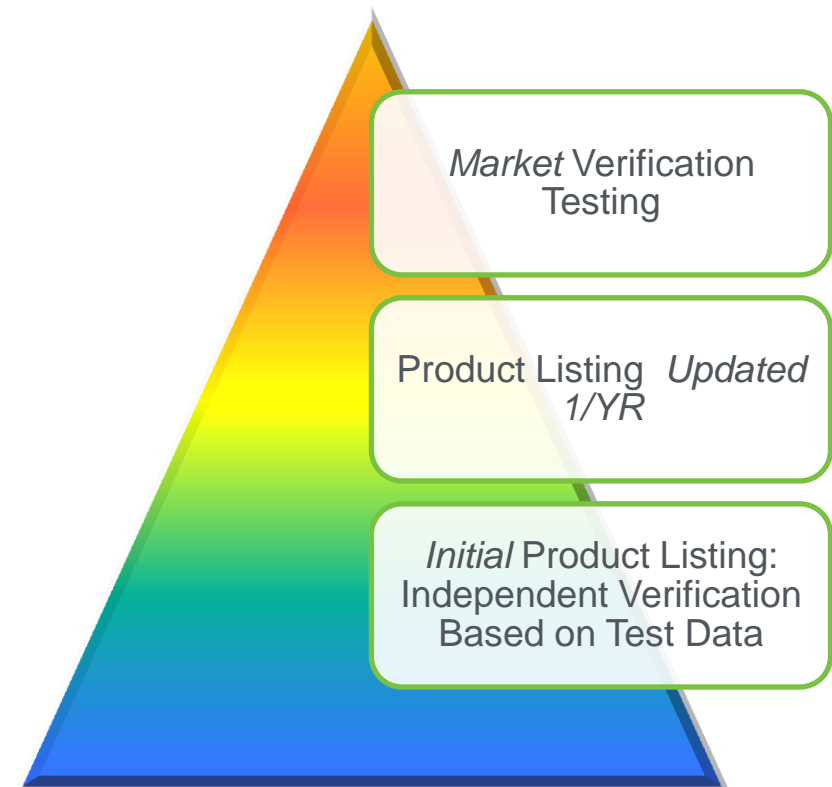 Market Verification
Testing
Product Listing Updated
1/YR
Initial Product Listing:
Independent Verification
Based on Test Data